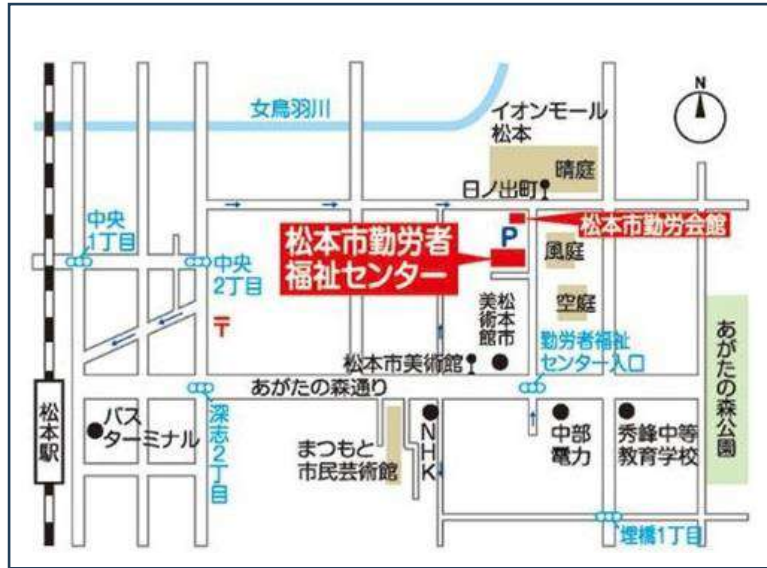 N
女鳥羽川
イオンモール
松本
晴庭
日ノ出町
中央
1丁目
中央
2丁目
松本市勤労者
福祉センター
P
松本市勤労会館
風庭
空庭
〒
松本市
美術館
松本市美術館
勤労者福祉
センター入口
あがたの森通り
あがたの森公園
松本駅
バス
ターミナル
深志2丁目
まつもと
市民芸術館
NHK
中部
電力
秀峰中等
教育学校
埋橋1丁目